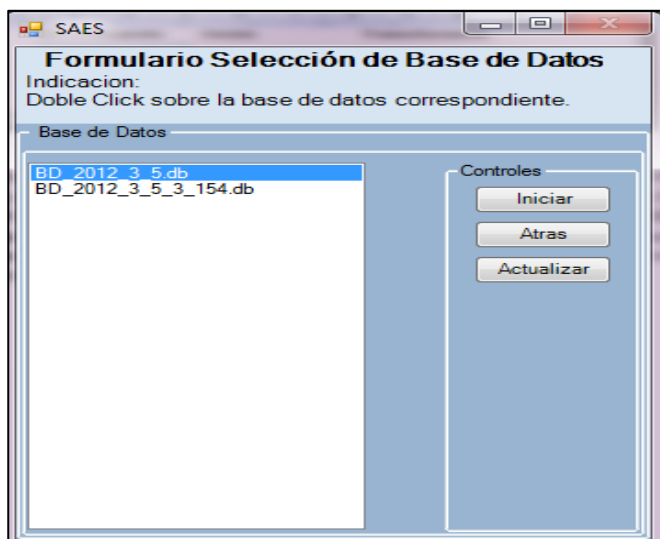 SAES
Formulario Selección de Base de Datos
Indicacion:
Doble Click sobre la base de datos correspondiente.
Base de Datos
BD_2012_3_5.db
BD_2012_3_5_3_154.db
Controles
Iniciar
Atras
Actualizar